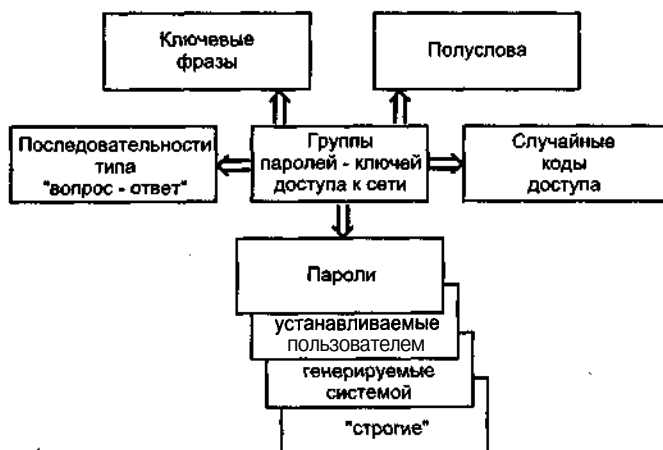 Ключевые
фразы
Полуслова
Последовательности
типа
"вопрос - ответ"
Группы
паролей - ключей
доступа к сети
Случайные
коды
доступа
Пароли
устанавливаемые
пользователем
генерируемые
системой
"строгие"